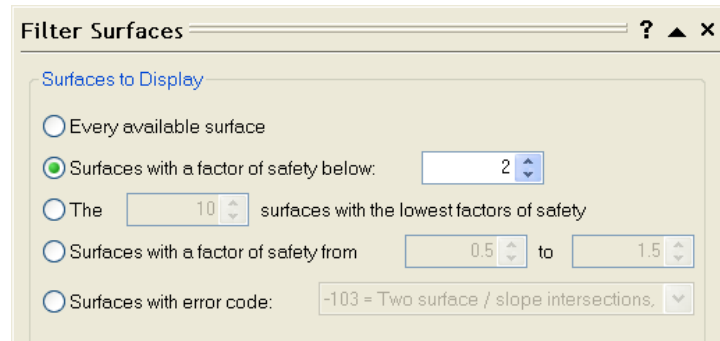 Filter Surfaces ?
Surfaces to Display
Every available surface
Surfaces with a factor of safety below: 2
The 10 surfaces with the lowest factors of safety
Surfaces with a factor of safety from 0.5 to 1.5
Surfaces with error code: -103 = Two surface / slope intersections,